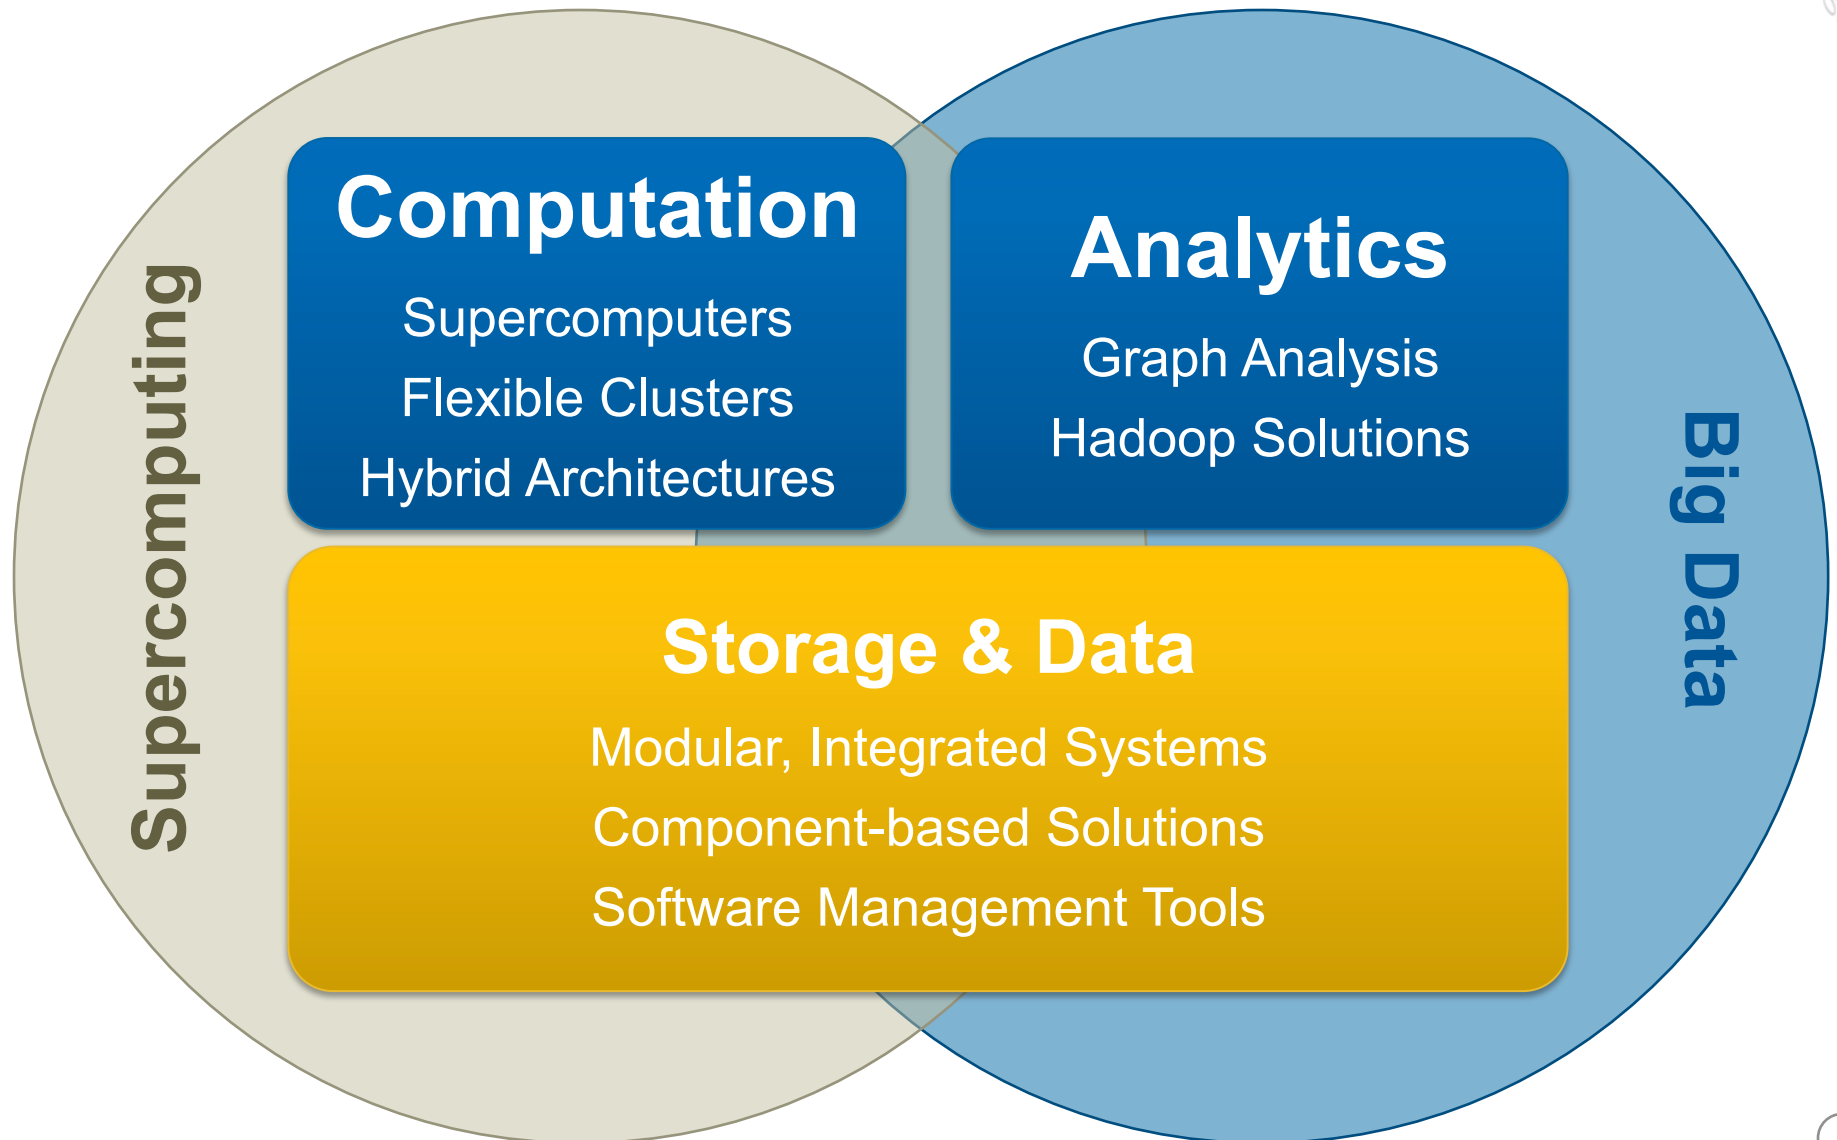 Supercomputing
Computation
Supercomputers
Flexible Clusters
Hybrid Architectures
Analytics
Graph Analysis
Hadoop Solutions
Big Data
Storage & Data
Modular, Integrated Systems
Component-based Solutions
Software Management Tools